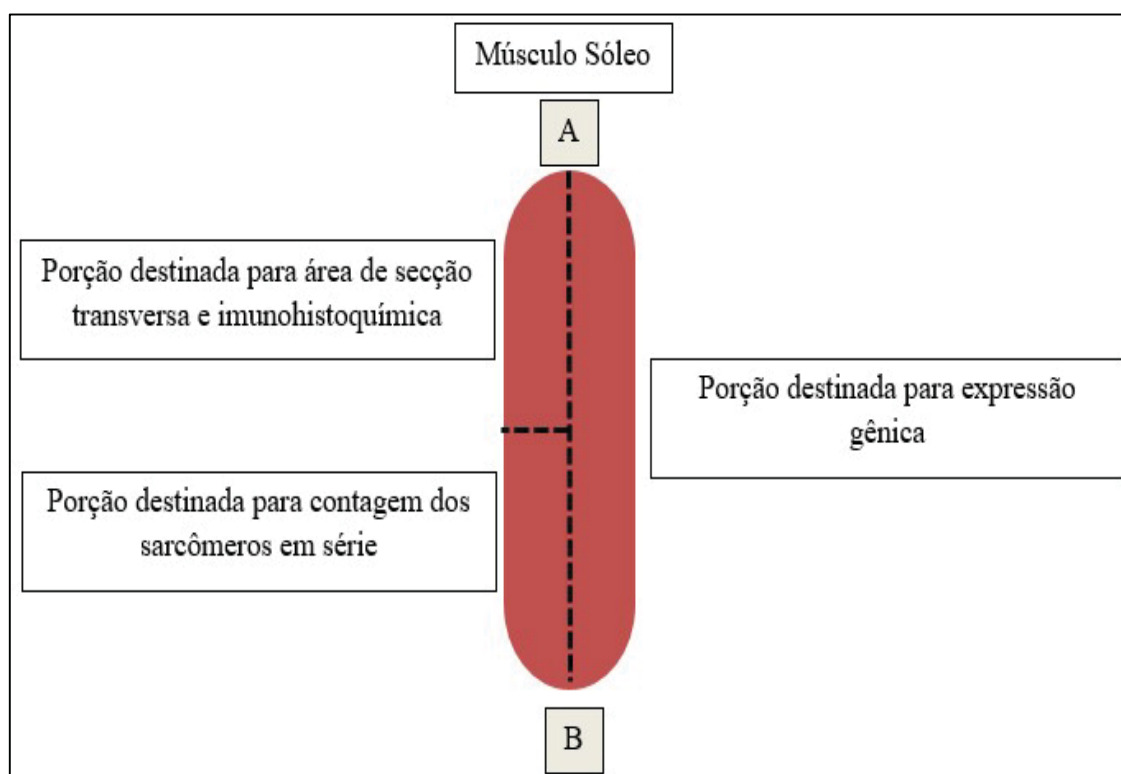 Músculo Sóleo
A
Porção destinada para área de secção
transversa e imunohistoquímica
Porção destinada para expressão
gênica
Porção destinada para contagem dos
sarcômeros em série
B